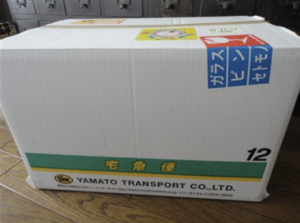 ガラス
ビン
セトモノ
12
宅急便
YAMATO TRANSPORT CO.,LTD.